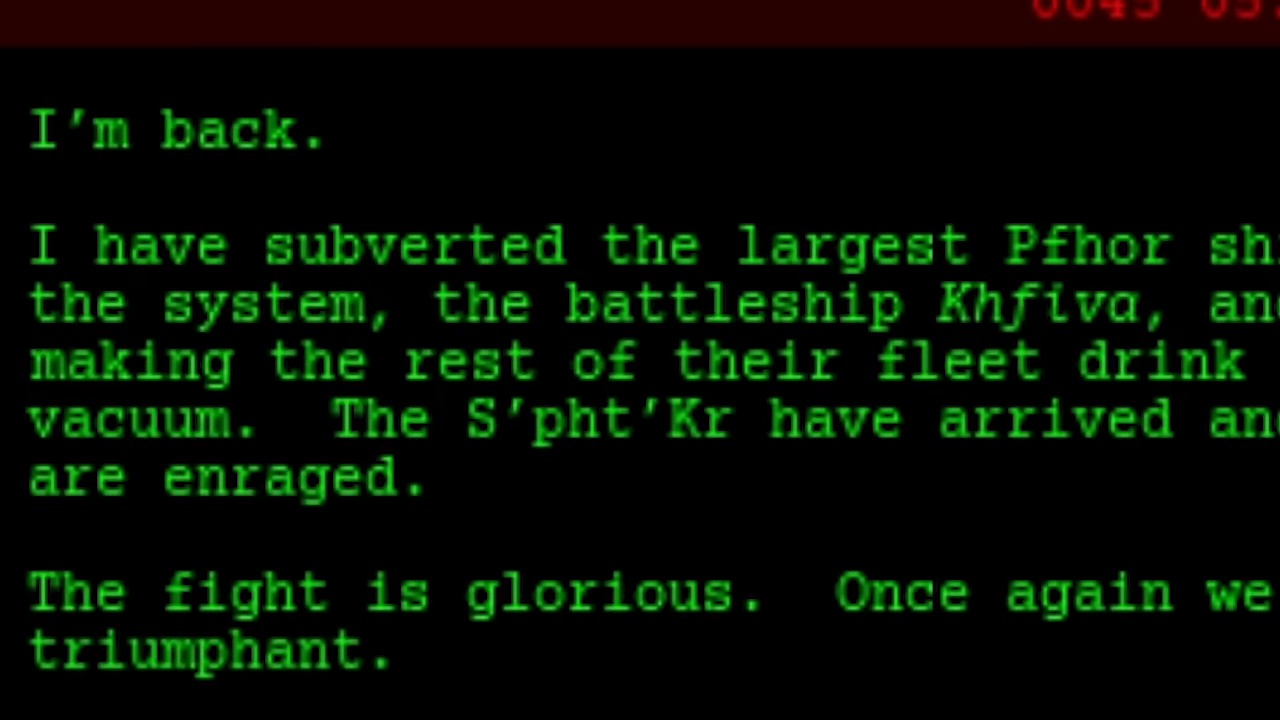 I'm back.
I have subverted the largest Pfhor
the system, the battleship Khfiva,
making the rest of their fleet drink
vacuum.  The S'pht'Kr have arrived
are enraged.
The fight is glorious.  Once again we
triumphant.